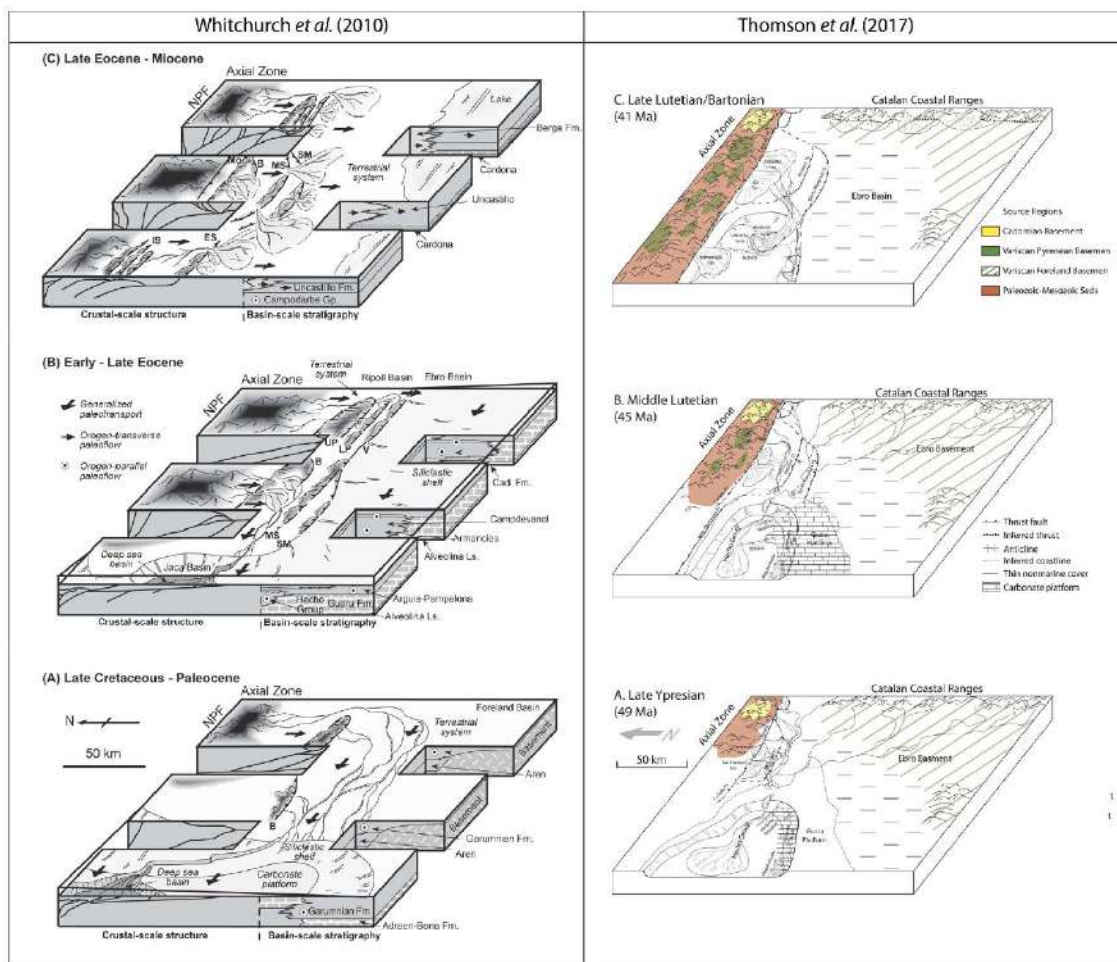 Whitchurch et al. (2010)
Thomson et al. (2017)
(C) Late Eocene - Miocene
Axial Zone
NPF
Lake
Berga Fm.
Cardona
SM
B
MS
Terrestrial
system
Uncastillo
Cardona
IS
ES
Uncastillo Fm.
Campodarbe Gp.
Crustal-scale structure
Basin-scale stratigraphy
(B) Early - Late Eocene
Terrestrial
system
Ripoll Basin
Ebro Basin
Axial Zone
NPF
Generalized
paleotransport
Orogen-transverse
paleoflow
Orogen-parallel
paleoflow
UP
V
B
Siliclastic
shelf
Cadi Fm.
Campdevanol
Armancies
Alveolina Ls.
MS
SM
Deep sea
basin
Jaca Basin
Hecho
Group
Guara Fm.
Arguis-Pamplona
Alveolina Ls.
Crustal-scale structure
Basin-scale stratigraphy
(A) Late Cretaceous - Paleocene
Axial Zone
N
NPF
50 km
Foreland Basin
Terrestrial
system
Basement
Aren
B
Basement
Garumnian Fm.
Aren
Siliclastic
shelf
Deep sea
basin
Carbonate
platform
Garumnian Fm.
Adraen-Bona Fm.
Crustal-scale structure
Basin-scale stratigraphy
C. Late Lutetian/Bartonian
(41 Ma)
Catalan Coastal Ranges
Axial Zone
Ebro Basin
Source Regions
Cadomian Basement
Variscan Pyrenean Basemen
Variscan Foreland Basemen
Paleozoic-Mesozoic Seds
B. Middle Lutetian
(45 Ma)
Catalan Coastal Ranges
Axial Zone
Ebro Basement
Thrust fault
Inferred thrust
Anticline
Inferred coastline
Thin nonmarine cover
Carbonate platform
A. Late Ypresian
(49 Ma)
Catalan Coastal Ranges
Axial Zone
N
50 km
Ebro Easment
Guara
Platform
1
1